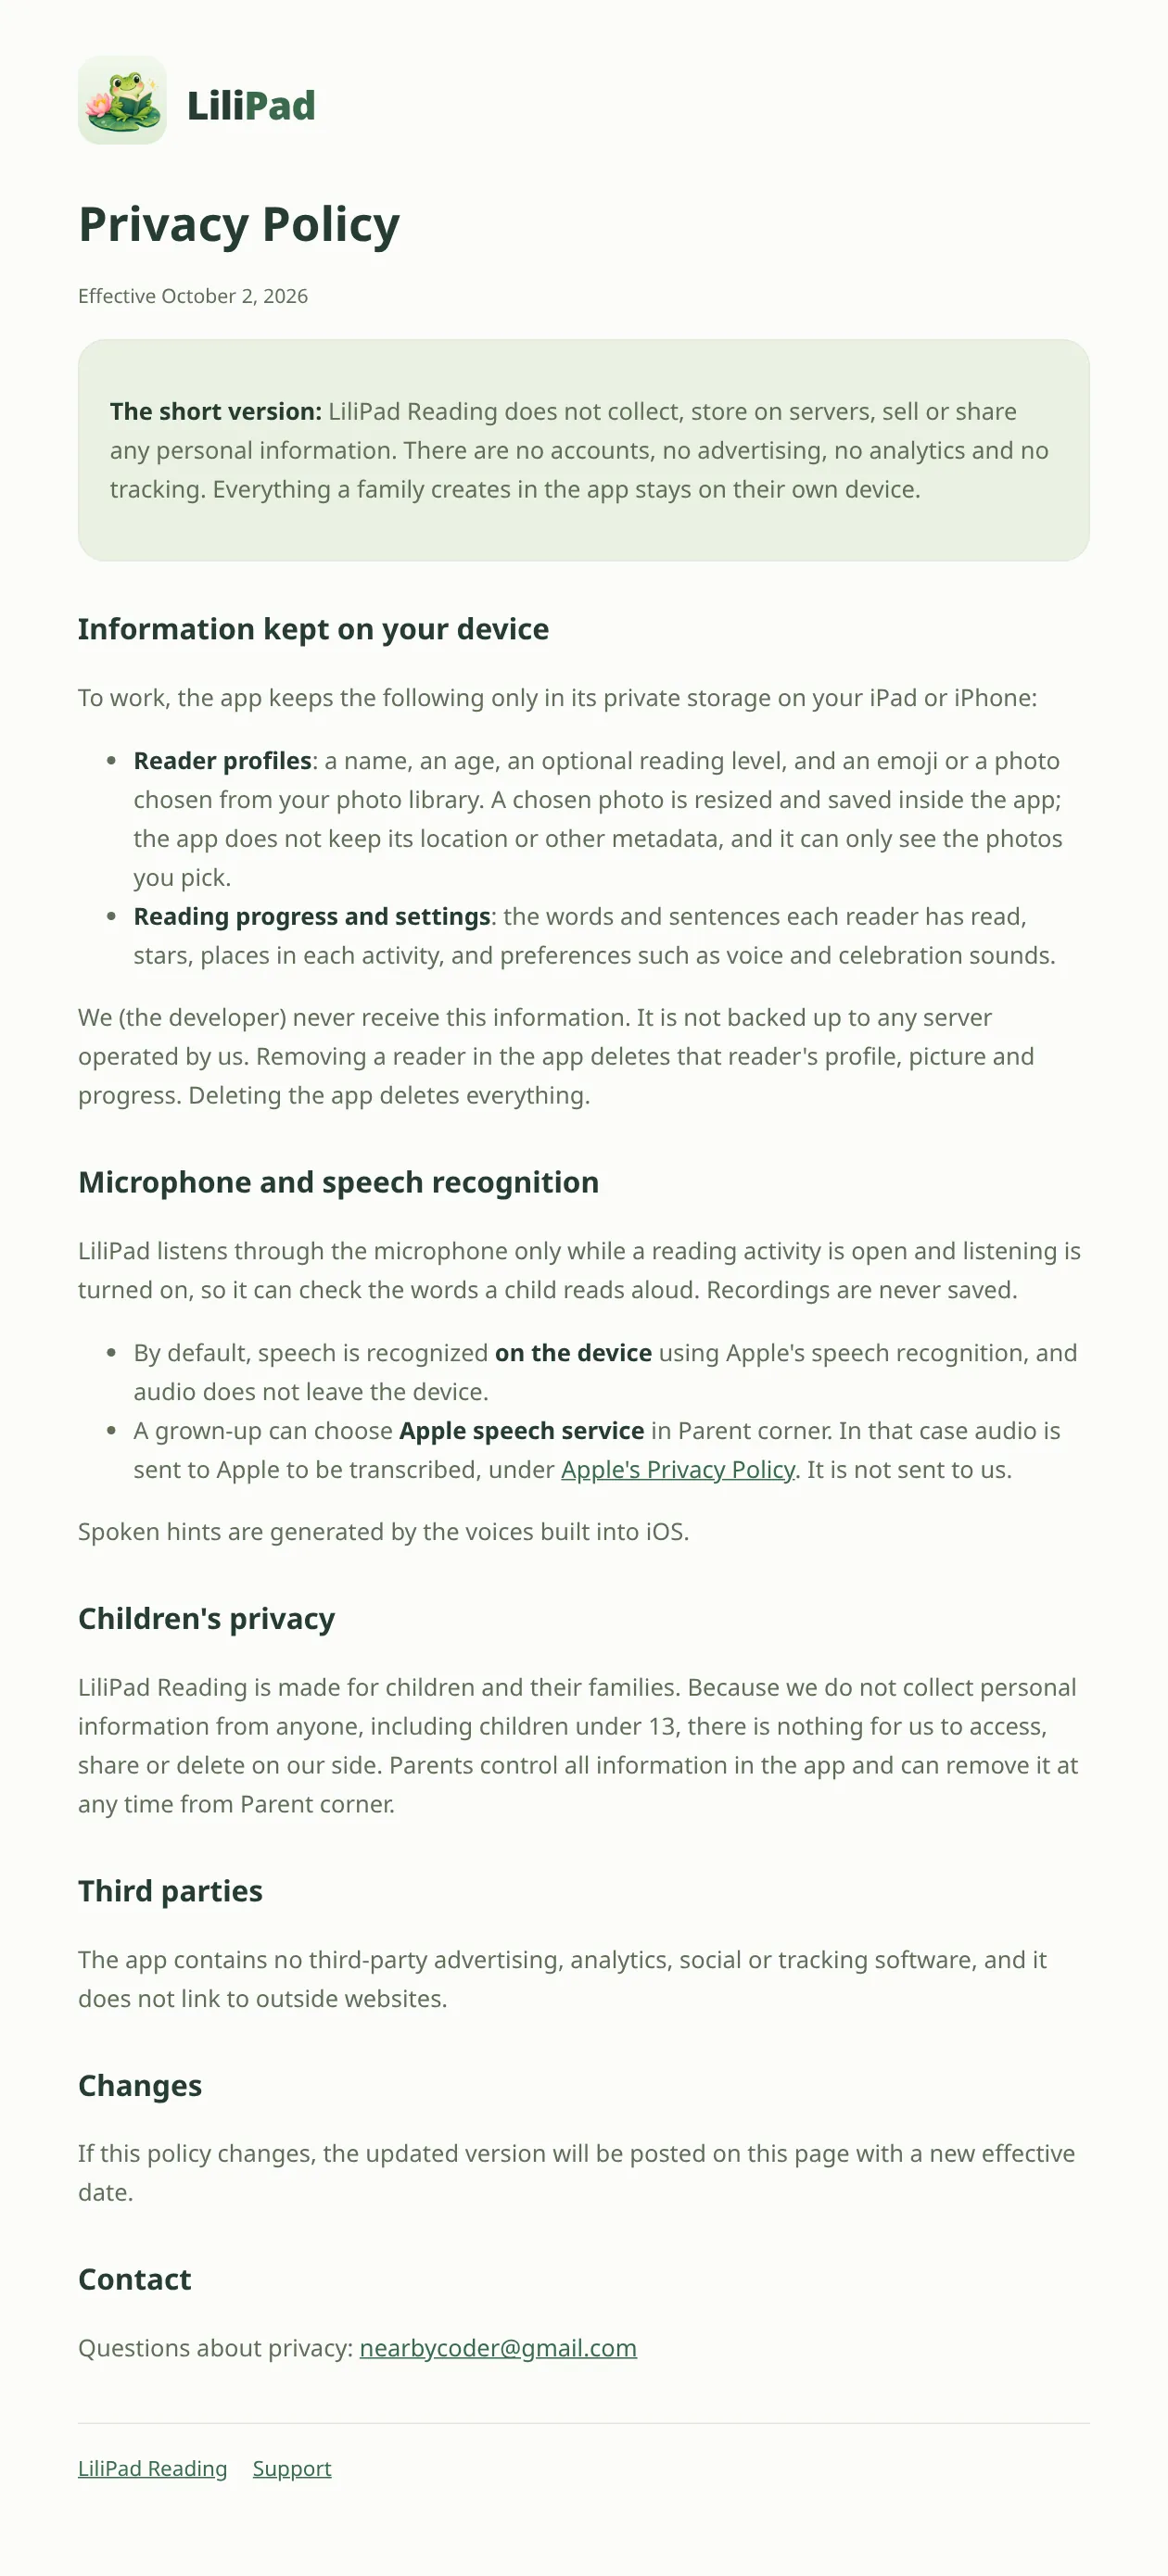 LiliPad
Privacy Policy
Effective October 2, 2026
The short version: LiliPad Reading does not collect, store on servers, sell or share
any personal information. There are no accounts, no advertising, no analytics and no
tracking. Everything a family creates in the app stays on their own device.
Information kept on your device
To work, the app keeps the following only in its private storage on your iPad or iPhone:
• Reader profiles: a name, an age, an optional reading level, and an emoji or a photo
chosen from your photo library. A chosen photo is resized and saved inside the app;
the app does not keep its location or other metadata, and it can only see the photos
you pick.
• Reading progress and settings: the words and sentences each reader has read,
stars, places in each activity, and preferences such as voice and celebration sounds.
We (the developer) never receive this information. It is not backed up to any server
operated by us. Removing a reader in the app deletes that reader's profile, picture and
progress. Deleting the app deletes everything.
Microphone and speech recognition
LiliPad listens through the microphone only while a reading activity is open and listening is
turned on, so it can check the words a child reads aloud. Recordings are never saved.
• By default, speech is recognized on the device using Apple's speech recognition, and
audio does not leave the device.
• A grown-up can choose Apple speech service in Parent corner. In that case audio is
sent to Apple to be transcribed, under Apple's Privacy Policy. It is not sent to us.
Spoken hints are generated by the voices built into iOS.
Children's privacy
LiliPad Reading is made for children and their families. Because we do not collect personal
information from anyone, including children under 13, there is nothing for us to access,
share or delete on our side. Parents control all information in the app and can remove it at
any time from Parent corner.
Third parties
The app contains no third-party advertising, analytics, social or tracking software, and it
does not link to outside websites.
Changes
If this policy changes, the updated version will be posted on this page with a new effective
date.
Contact
Questions about privacy: nearbycoder@gmail.com
LiliPad Reading Support